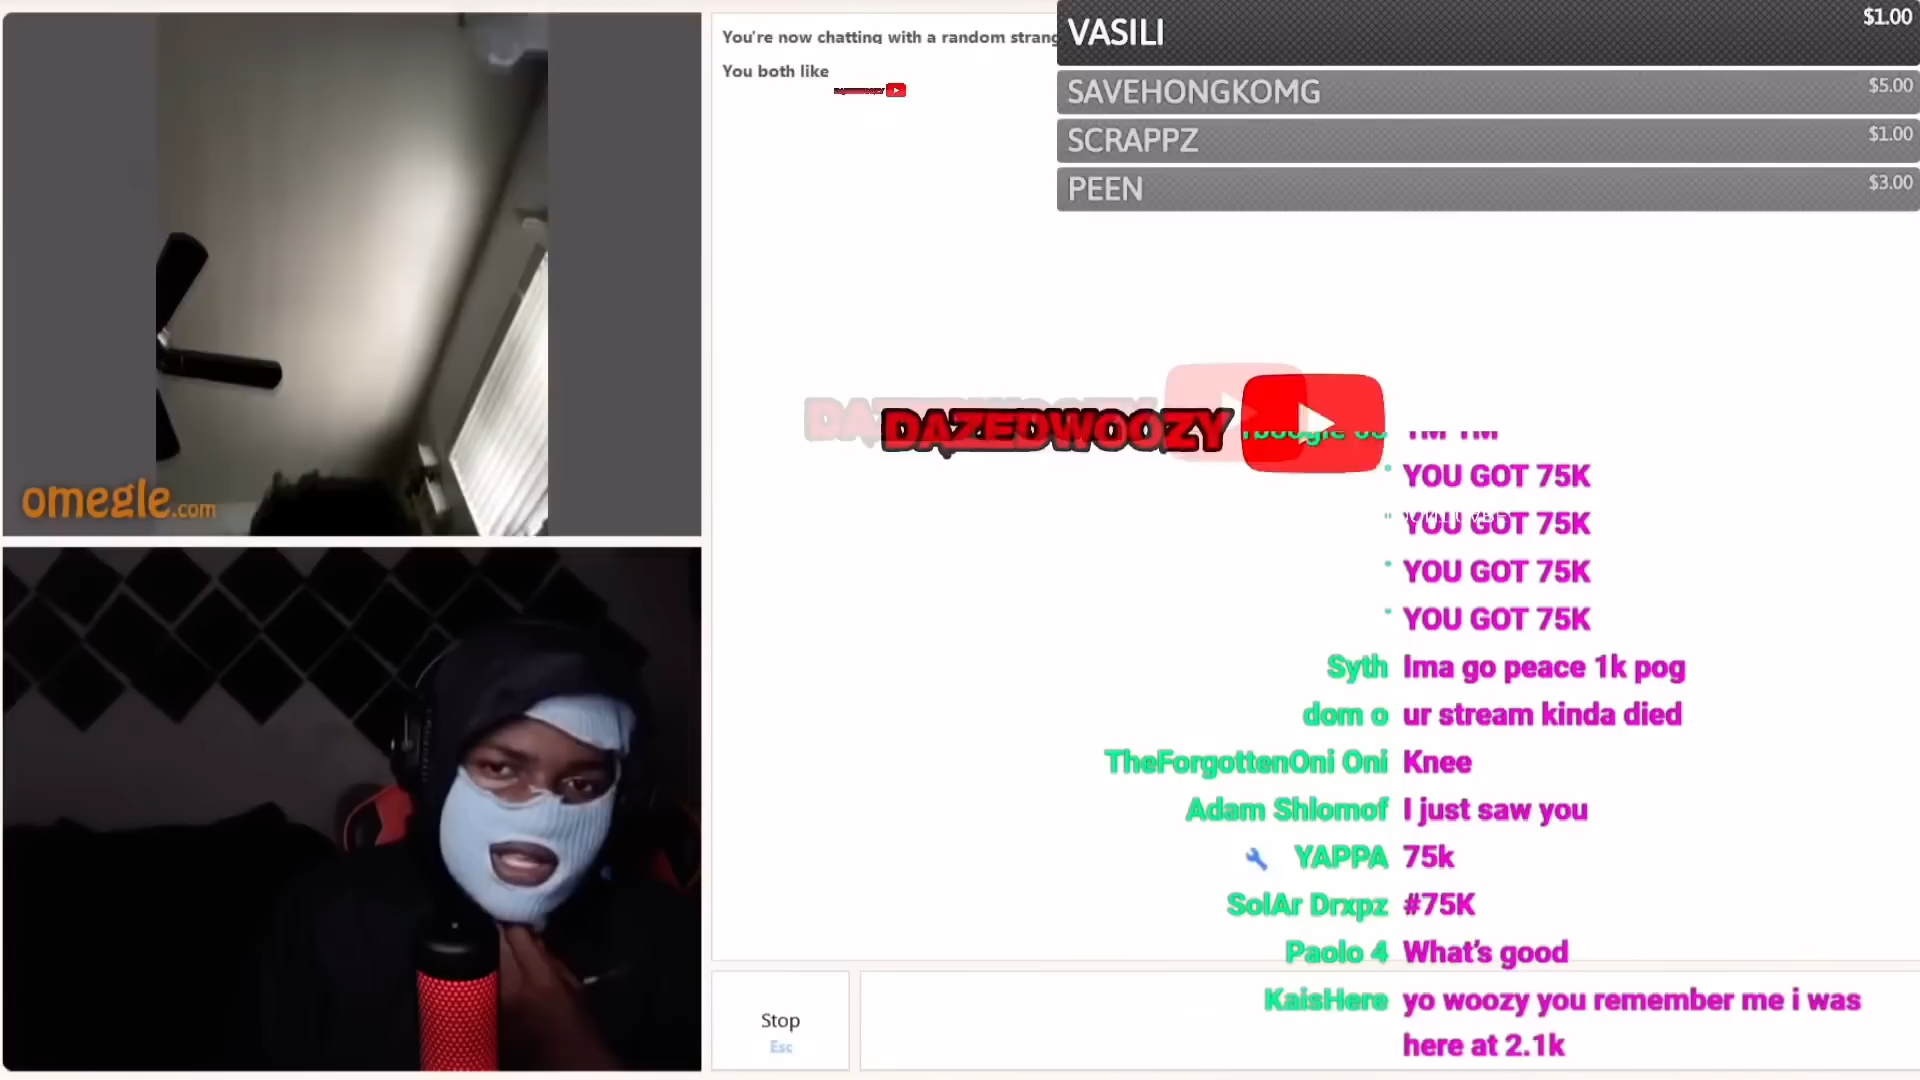 You're now chatting with a random strang
You both like
VASILI
$1.00
SAVEHONGKOMG
$5.00
SCRAPPZ
$1.00
PEEN
$3.00
omegle.com
DAZEDWOOZY
YOU GOT 75K
YOU GOT 75K
YOU GOT 75K
YOU GOT 75K
Syth Ima go peace 1k pog
dom o ur stream kinda died
TheForgottenOni Oni Knee
Adam Shlomof I just saw you
YAPPA 75k
SolAr Drxpz #75K
Paolo 4 What's good
KaisHere yo woozy you remember me i was
here at 2.1k
Stop
Esc